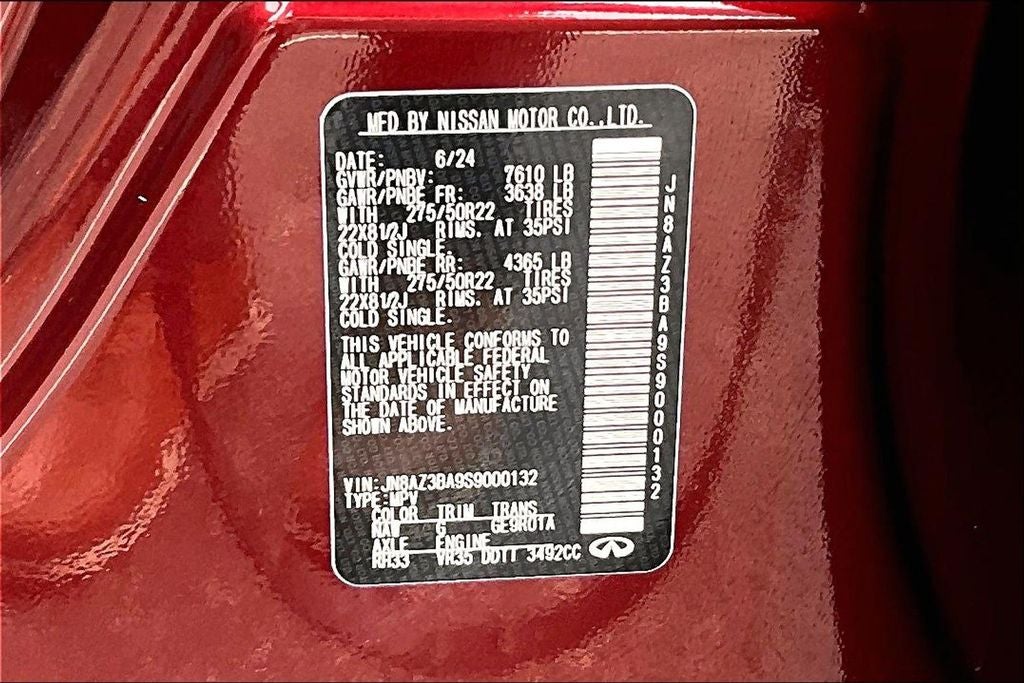 MFD BY NISSAN MOTOR CO.,LTD.
DATE: 6/24
GVWR/PNBV: 7610 LB
GAWR/PNBE FR: 3638 LB
WITH 275/50R22 TIRES
22X81/2J RIMS. AT 35PSI
COLD SINGLE.
GAWR/PNBE RR: 4365 LB
WITH 275/50R22 TIRES
22X81/2J RIMS. AT 35PSI
COLD SINGLE.
THIS VEHICLE CONFORMS TO
ALL APPLICABLE FEDERAL
MOTOR VEHICLE SAFETY
STANDARDS IN EFFECT ON
THE DATE OF MANUFACTURE
SHOWN ABOVE.
VIN:JN8AZ3BA9S9000132
TYPE:MPV
COLOR TRIM TRANS
NAW G GE9R01A
AXLE ENGINE
RH33 VR35 DDTT 3492CC
JN8AZ3BA9S9000132